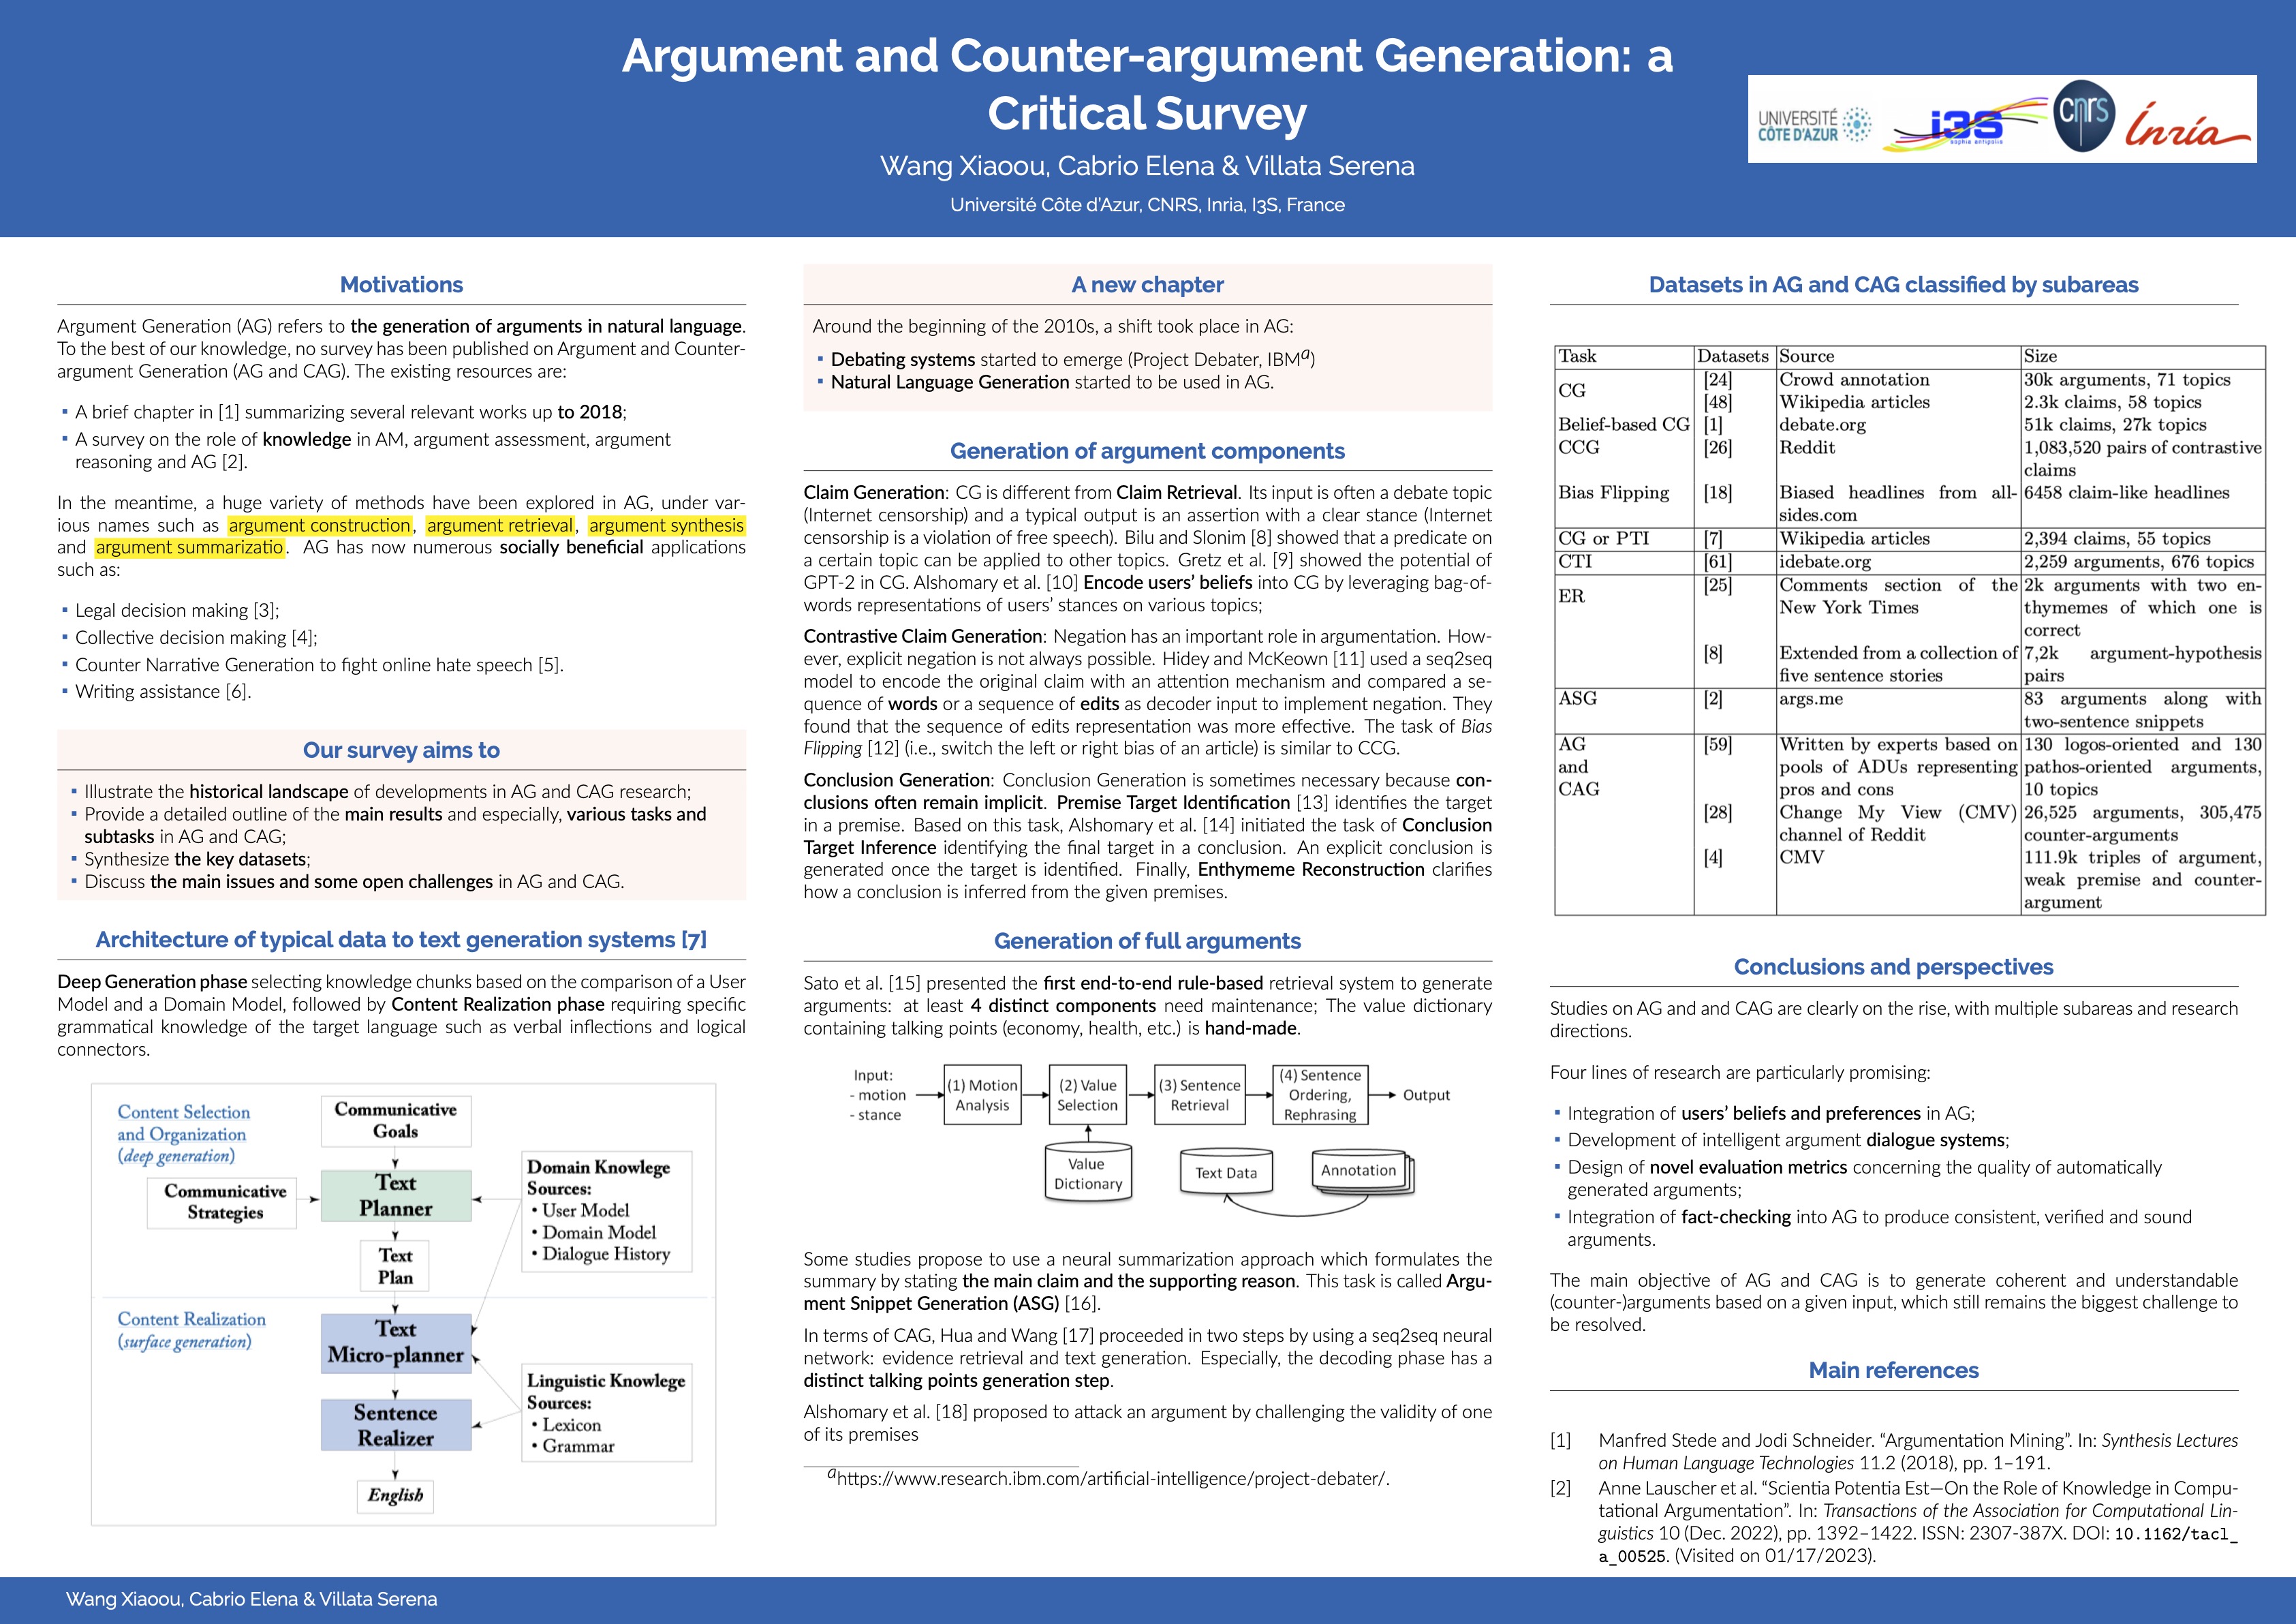 Argument and Counter-argument Generation: a
Critical Survey
Wang Xiaoou, Cabrio Elena & Villata Serena
Université Côte d'Azur, CNRS, Inria, I3S, France
UNIVERSITÉ
CÔTE D'AZUR
i3S
sophia antipolis
cnrs
Inria
Motivations
Argument Generation (AG) refers to the generation of arguments in natural language.
To the best of our knowledge, no survey has been published on Argument and Counter-
argument Generation (AG and CAG). The existing resources are:
▪ A brief chapter in [1] summarizing several relevant works up to 2018;
▪ A survey on the role of knowledge in AM, argument assessment, argument
reasoning and AG [2].
In the meantime, a huge variety of methods have been explored in AG, under var-
ious names such as argument construction, argument retrieval, argument synthesis
and argument summarizatio. AG has now numerous socially beneficial applications
such as:
▪ Legal decision making [3];
▪ Collective decision making [4];
▪ Counter Narrative Generation to fight online hate speech [5].
▪ Writing assistance [6].
Our survey aims to
▪ Illustrate the historical landscape of developments in AG and CAG research;
▪ Provide a detailed outline of the main results and especially, various tasks and
subtasks in AG and CAG;
▪ Synthesize the key datasets;
▪ Discuss the main issues and some open challenges in AG and CAG.
Architecture of typical data to text generation systems [7]
Deep Generation phase selecting knowledge chunks based on the comparison of a User
Model and a Domain Model, followed by Content Realization phase requiring specific
grammatical knowledge of the target language such as verbal inflections and logical
connectors.
Content Selection
and Organization
(deep generation)
Communicative
Goals
Communicative
Strategies
Text
Planner
Domain Knowlege
Sources:
• User Model
• Domain Model
• Dialogue History
Text
Plan
Content Realization
(surface generation)
Text
Micro-planner
Linguistic Knowlege
Sources:
• Lexicon
• Grammar
Sentence
Realizer
English
A new chapter
Around the beginning of the 2010s, a shift took place in AG:
▪ Debating systems started to emerge (Project Debater, IBMa)
▪ Natural Language Generation started to be used in AG.
Generation of argument components
Claim Generation: CG is different from Claim Retrieval. Its input is often a debate topic
(Internet censorship) and a typical output is an assertion with a clear stance (Internet
censorship is a violation of free speech). Bilu and Slonim [8] showed that a predicate on
a certain topic can be applied to other topics. Gretz et al. [9] showed the potential of
GPT-2 in CG. Alshomary et al. [10] Encode users' beliefs into CG by leveraging bag-of-
words representations of users' stances on various topics;
Contrastive Claim Generation: Negation has an important role in argumentation. How-
ever, explicit negation is not always possible. Hidey and McKeown [11] used a seq2seq
model to encode the original claim with an attention mechanism and compared a se-
quence of words or a sequence of edits as decoder input to implement negation. They
found that the sequence of edits representation was more effective. The task of Bias
Flipping [12] (i.e., switch the left or right bias of an article) is similar to CCG.
Conclusion Generation: Conclusion Generation is sometimes necessary because con-
clusions often remain implicit. Premise Target Identification [13] identifies the target
in a premise. Based on this task, Alshomary et al. [14] initiated the task of Conclusion
Target Inference identifying the final target in a conclusion. An explicit conclusion is
generated once the target is identified. Finally, Enthymeme Reconstruction clarifies
how a conclusion is inferred from the given premises.
Generation of full arguments
Sato et al. [15] presented the first end-to-end rule-based retrieval system to generate
arguments: at least 4 distinct components need maintenance; The value dictionary
containing talking points (economy, health, etc.) is hand-made.
Input:
- motion
- stance
(1) Motion
Analysis
(2) Value
Selection
(3) Sentence
Retrieval
(4) Sentence
Ordering,
Rephrasing
Output
Value
Dictionary
Text Data
Annotation
Some studies propose to use a neural summarization approach which formulates the
summary by stating the main claim and the supporting reason. This task is called Argu-
ment Snippet Generation (ASG) [16].
In terms of CAG, Hua and Wang [17] proceeded in two steps by using a seq2seq neural
network: evidence retrieval and text generation. Especially, the decoding phase has a
distinct talking points generation step.
Alshomary et al. [18] proposed to attack an argument by challenging the validity of one
of its premises
ahttps://www.research.ibm.com/artificial-intelligence/project-debater/.
Datasets in AG and CAG classified by subareas
Task Datasets Source Size
CG [24] Crowd annotation 30k arguments, 71 topics
[48] Wikipedia articles 2.3k claims, 58 topics
Belief-based CG [1] debate.org 51k claims, 27k topics
CCG [26] Reddit 1,083,520 pairs of contrastive
claims
Bias Flipping [18] Biased headlines from all- 6458 claim-like headlines
sides.com
CG or PTI [7] Wikipedia articles 2,394 claims, 55 topics
CTI [61] idebate.org 2,259 arguments, 676 topics
ER [25] Comments section of the 2k arguments with two en-
New York Times thymemes of which one is
correct
[8] Extended from a collection of 7,2k argument-hypothesis
five sentence stories pairs
ASG [2] args.me 83 arguments along with
two-sentence snippets
AG [59] Written by experts based on 130 logos-oriented and 130
and pools of ADUs representing pathos-oriented arguments,
CAG pros and cons 10 topics
[28] Change My View (CMV) 26,525 arguments, 305,475
channel of Reddit counter-arguments
[4] CMV 111.9k triples of argument,
weak premise and counter-
argument
Conclusions and perspectives
Studies on AG and and CAG are clearly on the rise, with multiple subareas and research
directions.
Four lines of research are particularly promising:
▪ Integration of users' beliefs and preferences in AG;
▪ Development of intelligent argument dialogue systems;
▪ Design of novel evaluation metrics concerning the quality of automatically
generated arguments;
▪ Integration of fact-checking into AG to produce consistent, verified and sound
arguments.
The main objective of AG and CAG is to generate coherent and understandable
(counter-)arguments based on a given input, which still remains the biggest challenge to
be resolved.
Main references
[1] Manfred Stede and Jodi Schneider. “Argumentation Mining”. In: Synthesis Lectures
on Human Language Technologies 11.2 (2018), pp. 1–191.
[2] Anne Lauscher et al. “Scientia Potentia Est—On the Role of Knowledge in Compu-
tational Argumentation”. In: Transactions of the Association for Computational Lin-
guistics 10 (Dec. 2022), pp. 1392–1422. ISSN: 2307-387X. DOI: 10.1162/tacl_
a_00525. (Visited on 01/17/2023).
Wang Xiaoou, Cabrio Elena & Villata Serena